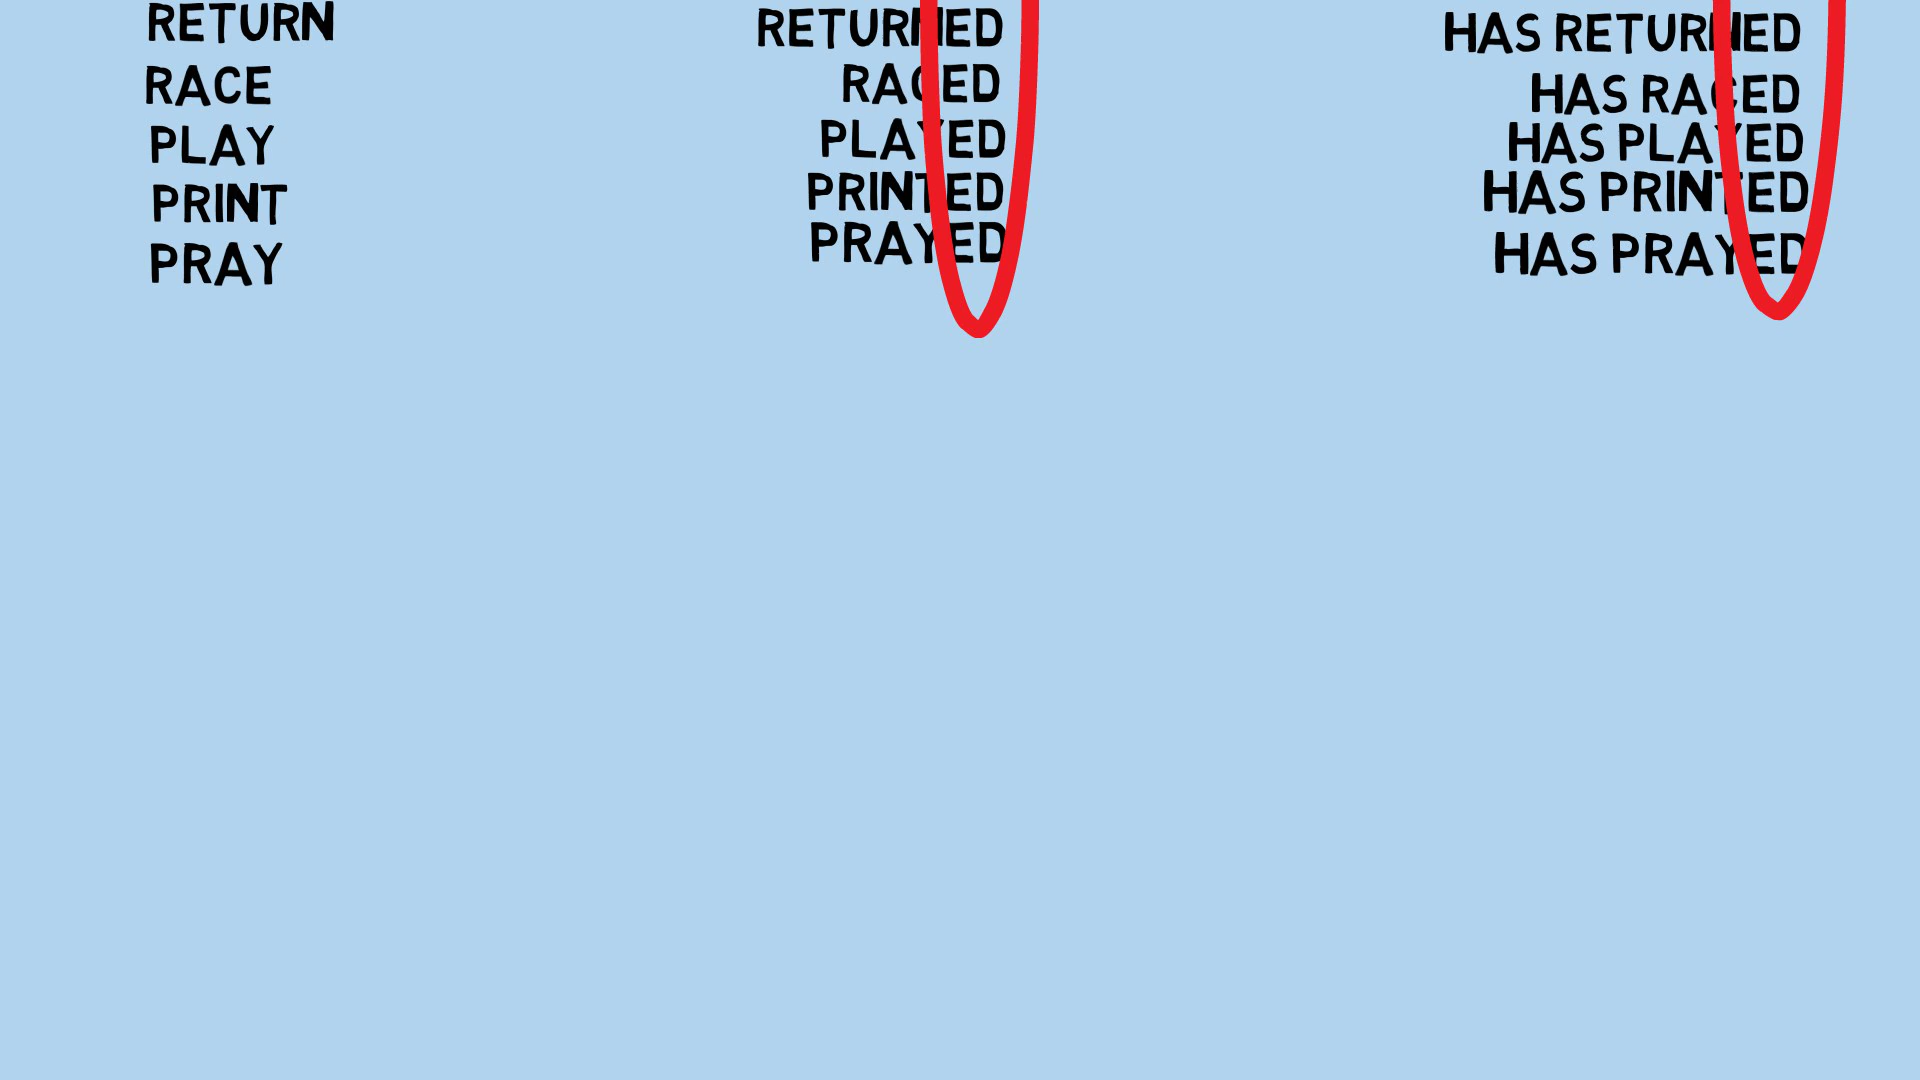 RETURN RETURNED HAS RETURNED
RACE RACED HAS RACED
PLAY PLAYED HAS PLAYED
PRINT PRINTED HAS PRINTED
PRAY PRAYED HAS PRAYED